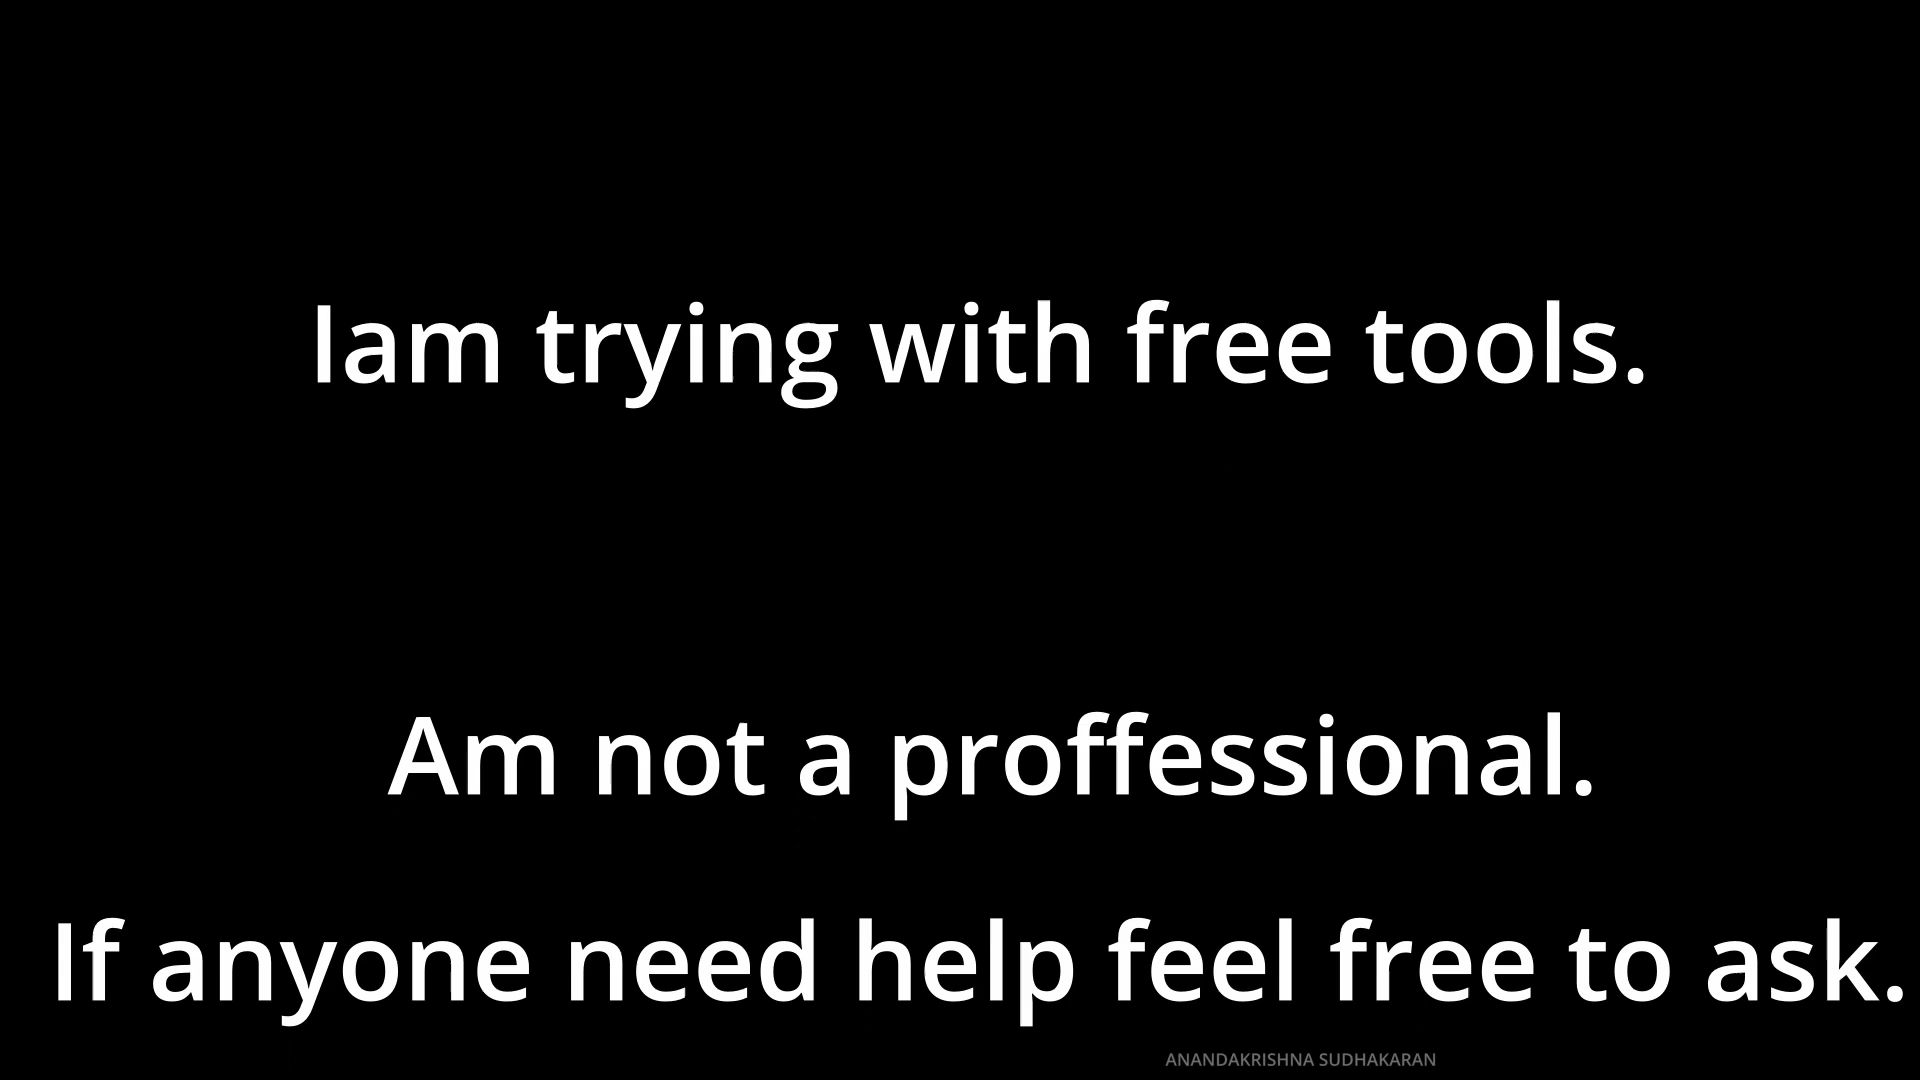 Iam trying with free tools.
Am not a proffessional.
If anyone need help feel free to ask.
ANANDAKRISHNA SUDHAKARAN